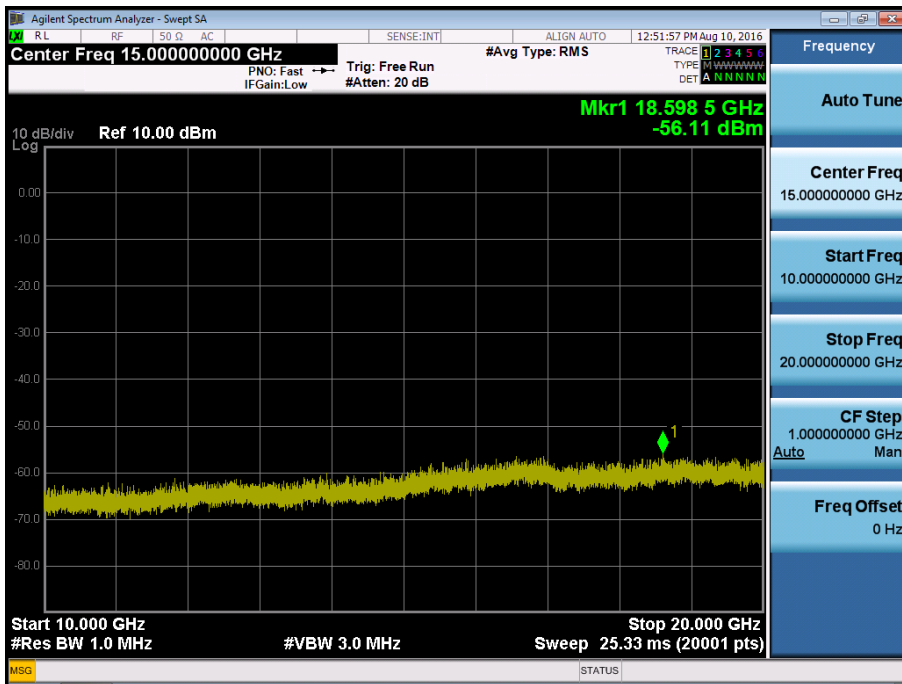 Agilent Spectrum Analyzer - Swept SA
LXI RL RF 50 Ω AC SENSE:INT ALIGN AUTO 12:51:57 PM Aug 10, 2016
Center Freq 15.000000000 GHz
PNO: Fast
IFGain:Low
Trig: Free Run
#Atten: 20 dB
#Avg Type: RMS
TRACE 1 2 3 4 5 6
TYPE M WWWWW
DET A N N N N N
Mkr1 18.598 5 GHz
-56.11 dBm
10 dB/div Ref 10.00 dBm
Log
0.00
-10.0
-20.0
-30.0
-40.0
-50.0
1
-60.0
-70.0
-80.0
Start 10.000 GHz Stop 20.000 GHz
#Res BW 1.0 MHz #VBW 3.0 MHz Sweep 25.33 ms (20001 pts)
MSG STATUS
Frequency
Auto Tune
Center Freq
15.000000000 GHz
Start Freq
10.000000000 GHz
Stop Freq
20.000000000 GHz
CF Step
1.000000000 GHz
Auto Man
Freq Offset
0 Hz